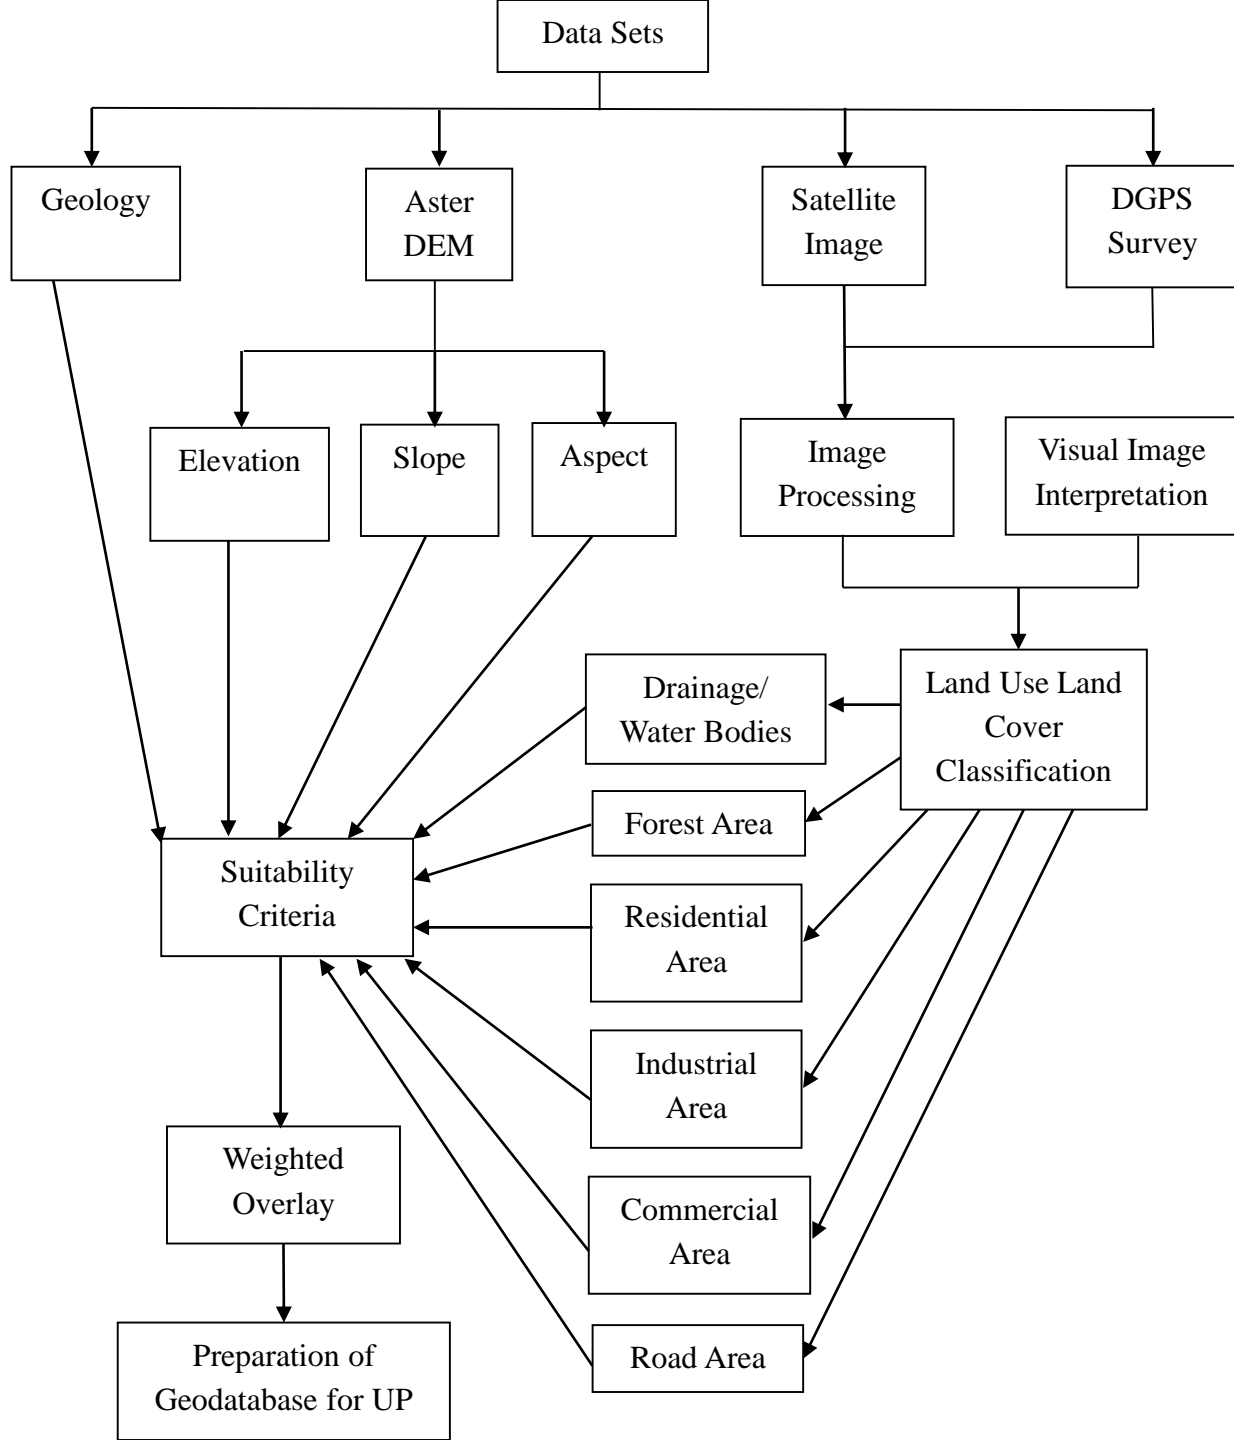 Data Sets
Geology
Aster
DEM
Satellite
Image
DGPS
Survey
Elevation
Slope
Aspect
Image
Processing
Visual Image
Interpretation
Drainage/
Water Bodies
Land Use Land
Cover
Classification
Forest Area
Suitability
Criteria
Residential
Area
Industrial
Area
Weighted
Overlay
Commercial
Area
Road Area
Preparation of
Geodatabase for UP